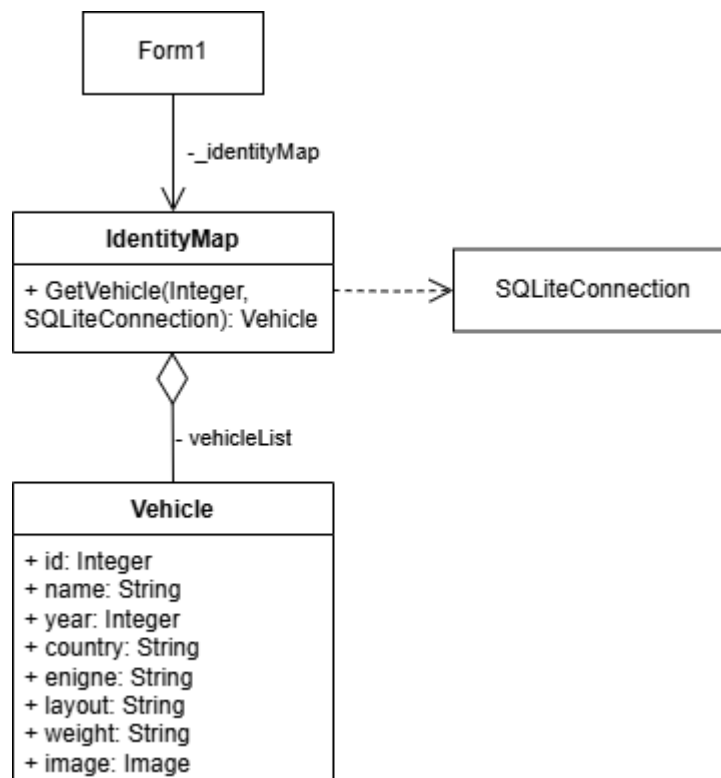 Form1
-_identityMap
IdentityMap
+ GetVehicle(Integer,
SQLiteConnection): Vehicle
SQLiteConnection
- vehicleList
Vehicle
+ id: Integer
+ name: String
+ year: Integer
+ country: String
+ enigne: String
+ layout: String
+ weight: String
+ image: Image